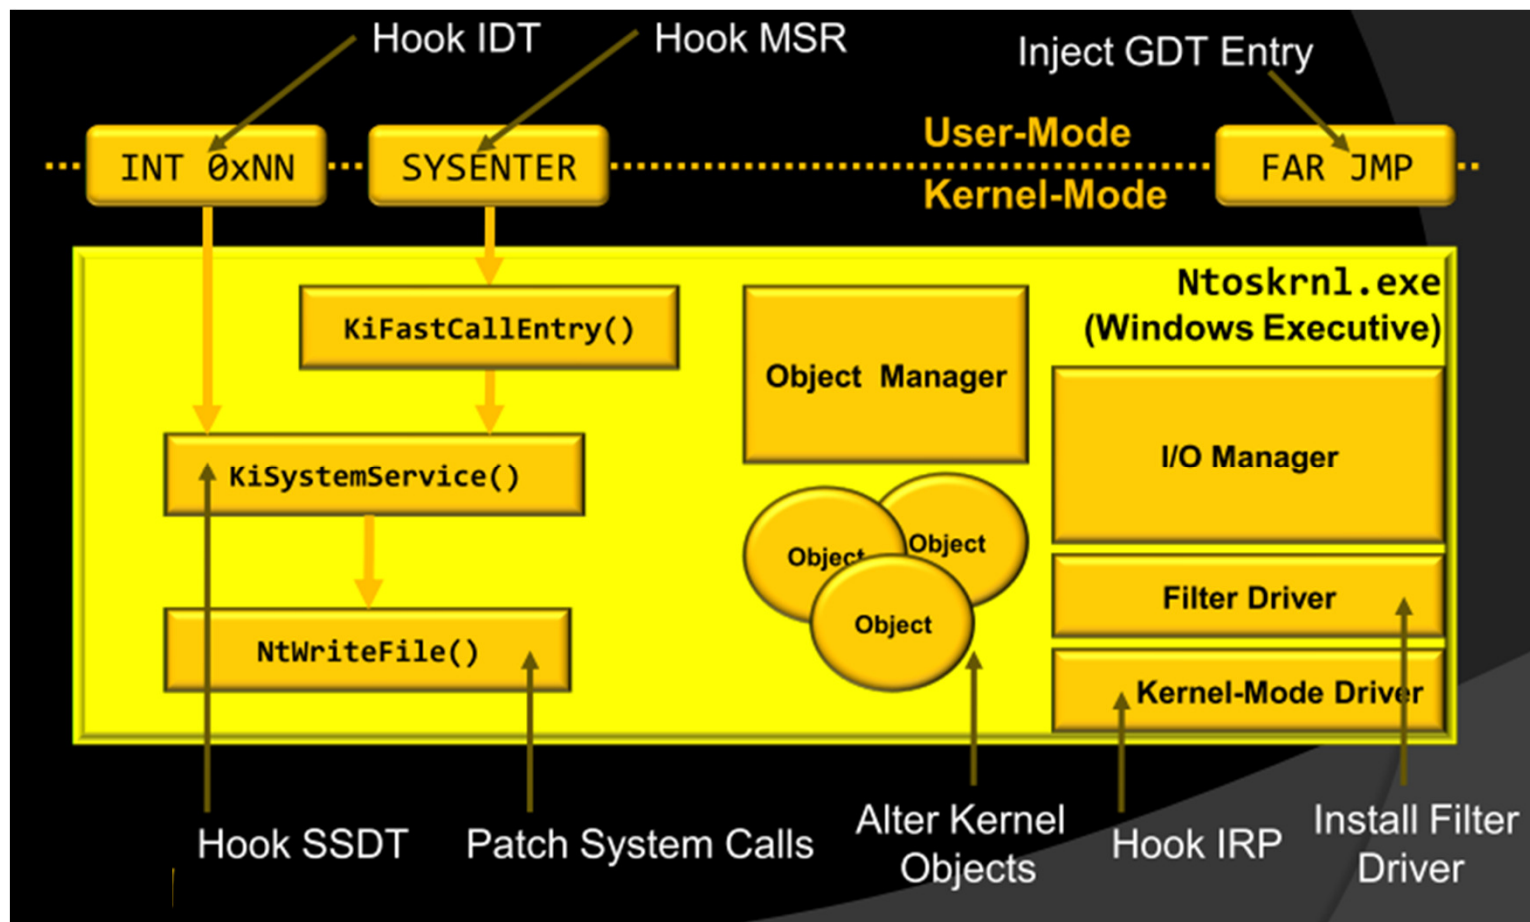 Hook IDT
Hook MSR
Inject GDT Entry
User-Mode
INT 0xNN
SYSENTER
FAR JMP
Kernel-Mode
Ntoskrnl.exe
(Windows Executive)
KiFastCallEntry()
Object Manager
I/O Manager
KiSystemService()
Object
Object
Object
Filter Driver
NtWriteFile()
Kernel-Mode Driver
Hook SSDT
Patch System Calls
Alter Kernel
Objects
Hook IRP
Install Filter
Driver